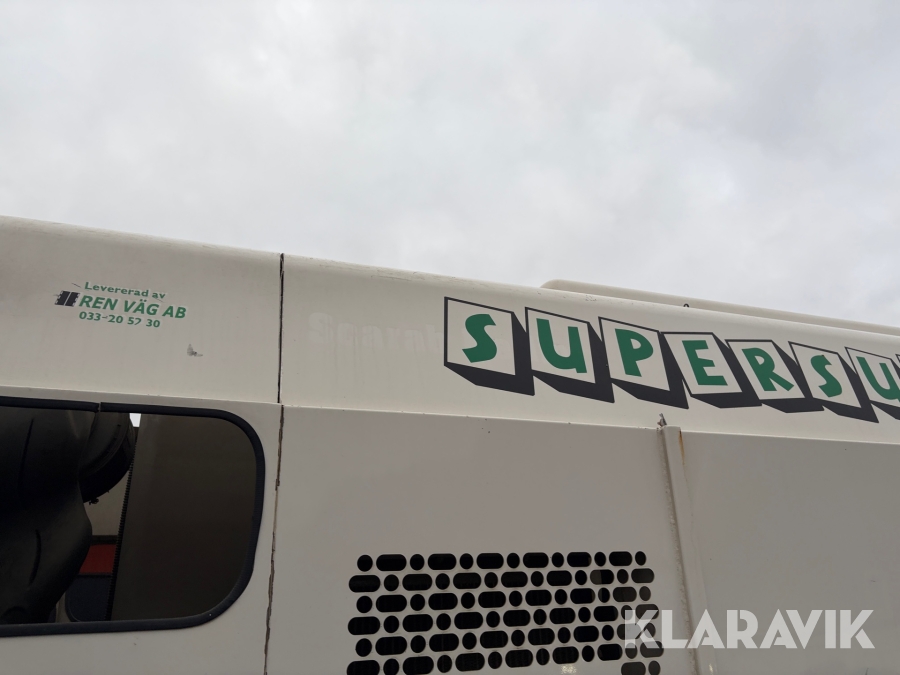 Levererad av
REN VÄG AB
033-20 57 30
SUPERSU
KLARAVIK